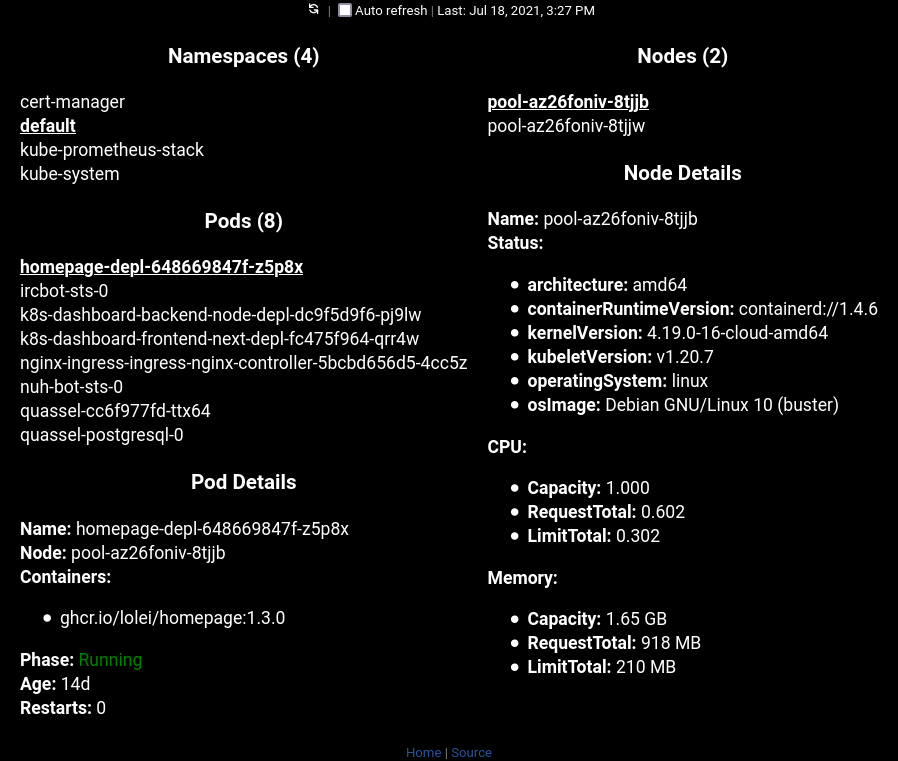 | Auto refresh | Last: Jul 18, 2021, 3:27 PM
Namespaces (4)
cert-manager
default
kube-prometheus-stack
kube-system
Pods (8)
homepage-depl-648669847f-z5p8x
ircbot-sts-0
k8s-dashboard-backend-node-depl-dc9f5d9f6-pj9lw
k8s-dashboard-frontend-next-depl-fc475f964-qrr4w
nginx-ingress-ingress-nginx-controller-5bcbd656d5-4cc5z
nuh-bot-sts-0
quassel-cc6f977fd-ttx64
quassel-postgresql-0
Pod Details
Name: homepage-depl-648669847f-z5p8x
Node: pool-az26foniv-8tjjb
Containers:
• ghcr.io/lolei/homepage:1.3.0
Phase: Running
Age: 14d
Restarts: 0
Nodes (2)
pool-az26foniv-8tjjb
pool-az26foniv-8tjjw
Node Details
Name: pool-az26foniv-8tjjb
Status:
• architecture: amd64
• containerRuntimeVersion: containerd://1.4.6
• kernelVersion: 4.19.0-16-cloud-amd64
• kubeletVersion: v1.20.7
• operatingSystem: linux
• osImage: Debian GNU/Linux 10 (buster)
CPU:
• Capacity: 1.000
• RequestTotal: 0.602
• LimitTotal: 0.302
Memory:
• Capacity: 1.65 GB
• RequestTotal: 918 MB
• LimitTotal: 210 MB
Home | Source